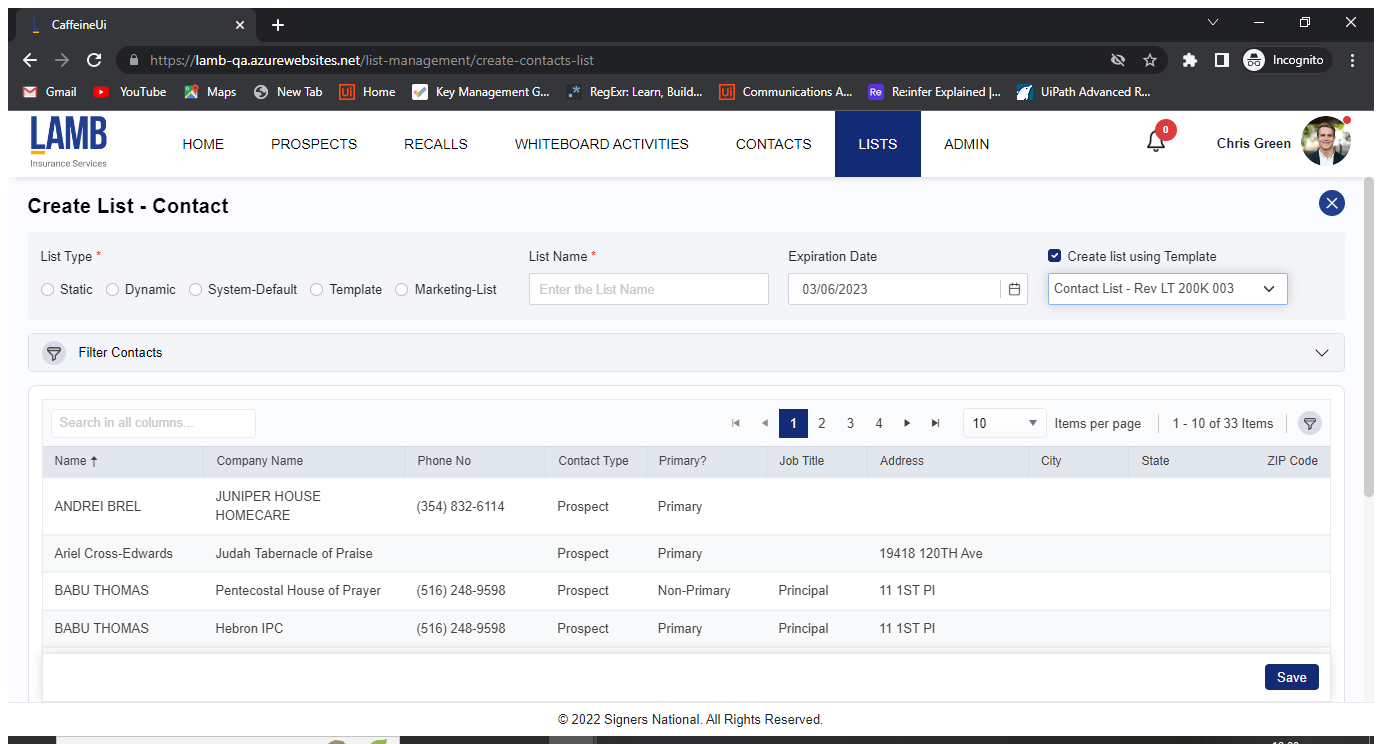 CaffeineUi
https://lamb-qa.azurewebsites.net/list-management/create-contacts-list
Incognito
Gmail YouTube Maps New Tab Home Key Management G... RegExr: Learn, Build... Communications A... Re Reinfer Explained |... UiPath Advanced R...
LAMB
Insurance Services
HOME PROSPECTS RECALLS WHITEBOARD ACTIVITIES CONTACTS LISTS ADMIN 0 Chris Green
Create List - Contact
List Type * List Name * Expiration Date Create list using Template
Static Dynamic System-Default Template Marketing-List Enter the List Name 03/06/2023 Contact List - Rev LT 200K 003
Filter Contacts
Search in all columns... 1 2 3 4 10 Items per page 1 - 10 of 33 Items
Name ↑ Company Name Phone No Contact Type Primary? Job Title Address City State ZIP Code
ANDREI BREL JUNIPER HOUSE HOMECARE (354) 832-6114 Prospect Primary
Ariel Cross-Edwards Judah Tabernacle of Praise Prospect Primary 19418 120TH Ave
BABU THOMAS Pentecostal House of Prayer (516) 248-9598 Prospect Non-Primary Principal 11 1ST Pl
BABU THOMAS Hebron IPC (516) 248-9598 Prospect Primary Principal 11 1ST Pl
Save
© 2022 Signers National. All Rights Reserved.